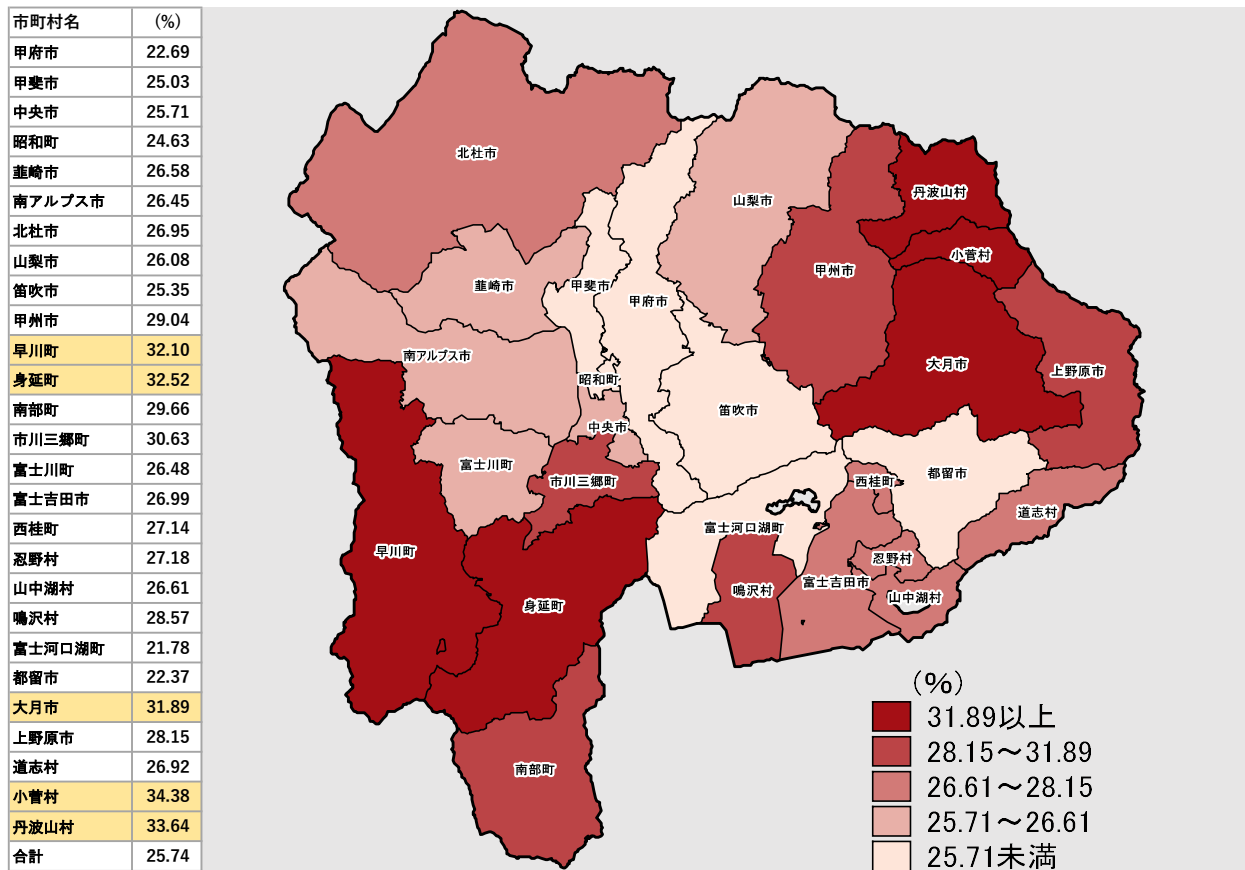 市町村名 (%)
甲府市 22.69
甲斐市 25.03
中央市 25.71
昭和町 24.63
韮崎市 26.58
南アルプス市 26.45
北杜市 26.95
山梨市 26.08
笛吹市 25.35
甲州市 29.04
早川町 32.10
身延町 32.52
南部町 29.66
市川三郷町 30.63
富士川町 26.48
富士吉田市 26.99
西桂町 27.14
忍野村 27.18
山中湖村 26.61
鳴沢村 28.57
富士河口湖町 21.78
都留市 22.37
大月市 31.89
上野原市 28.15
道志村 26.92
小菅村 34.38
丹波山村 33.64
合計 25.74
北杜市
丹波山村
山梨市
小菅村
甲州市
韮崎市
甲斐市
甲府市
南アルプス市
大月市
上野原市
昭和町
笛吹市
中央市
富士川町
都留市
市川三郷町
西桂町
道志村
富士河口湖町
早川町
忍野村
富士吉田市
鳴沢村
山中湖村
身延町
南部町
(%)
31.89以上
28.15～31.89
26.61～28.15
25.71～26.61
25.71未満